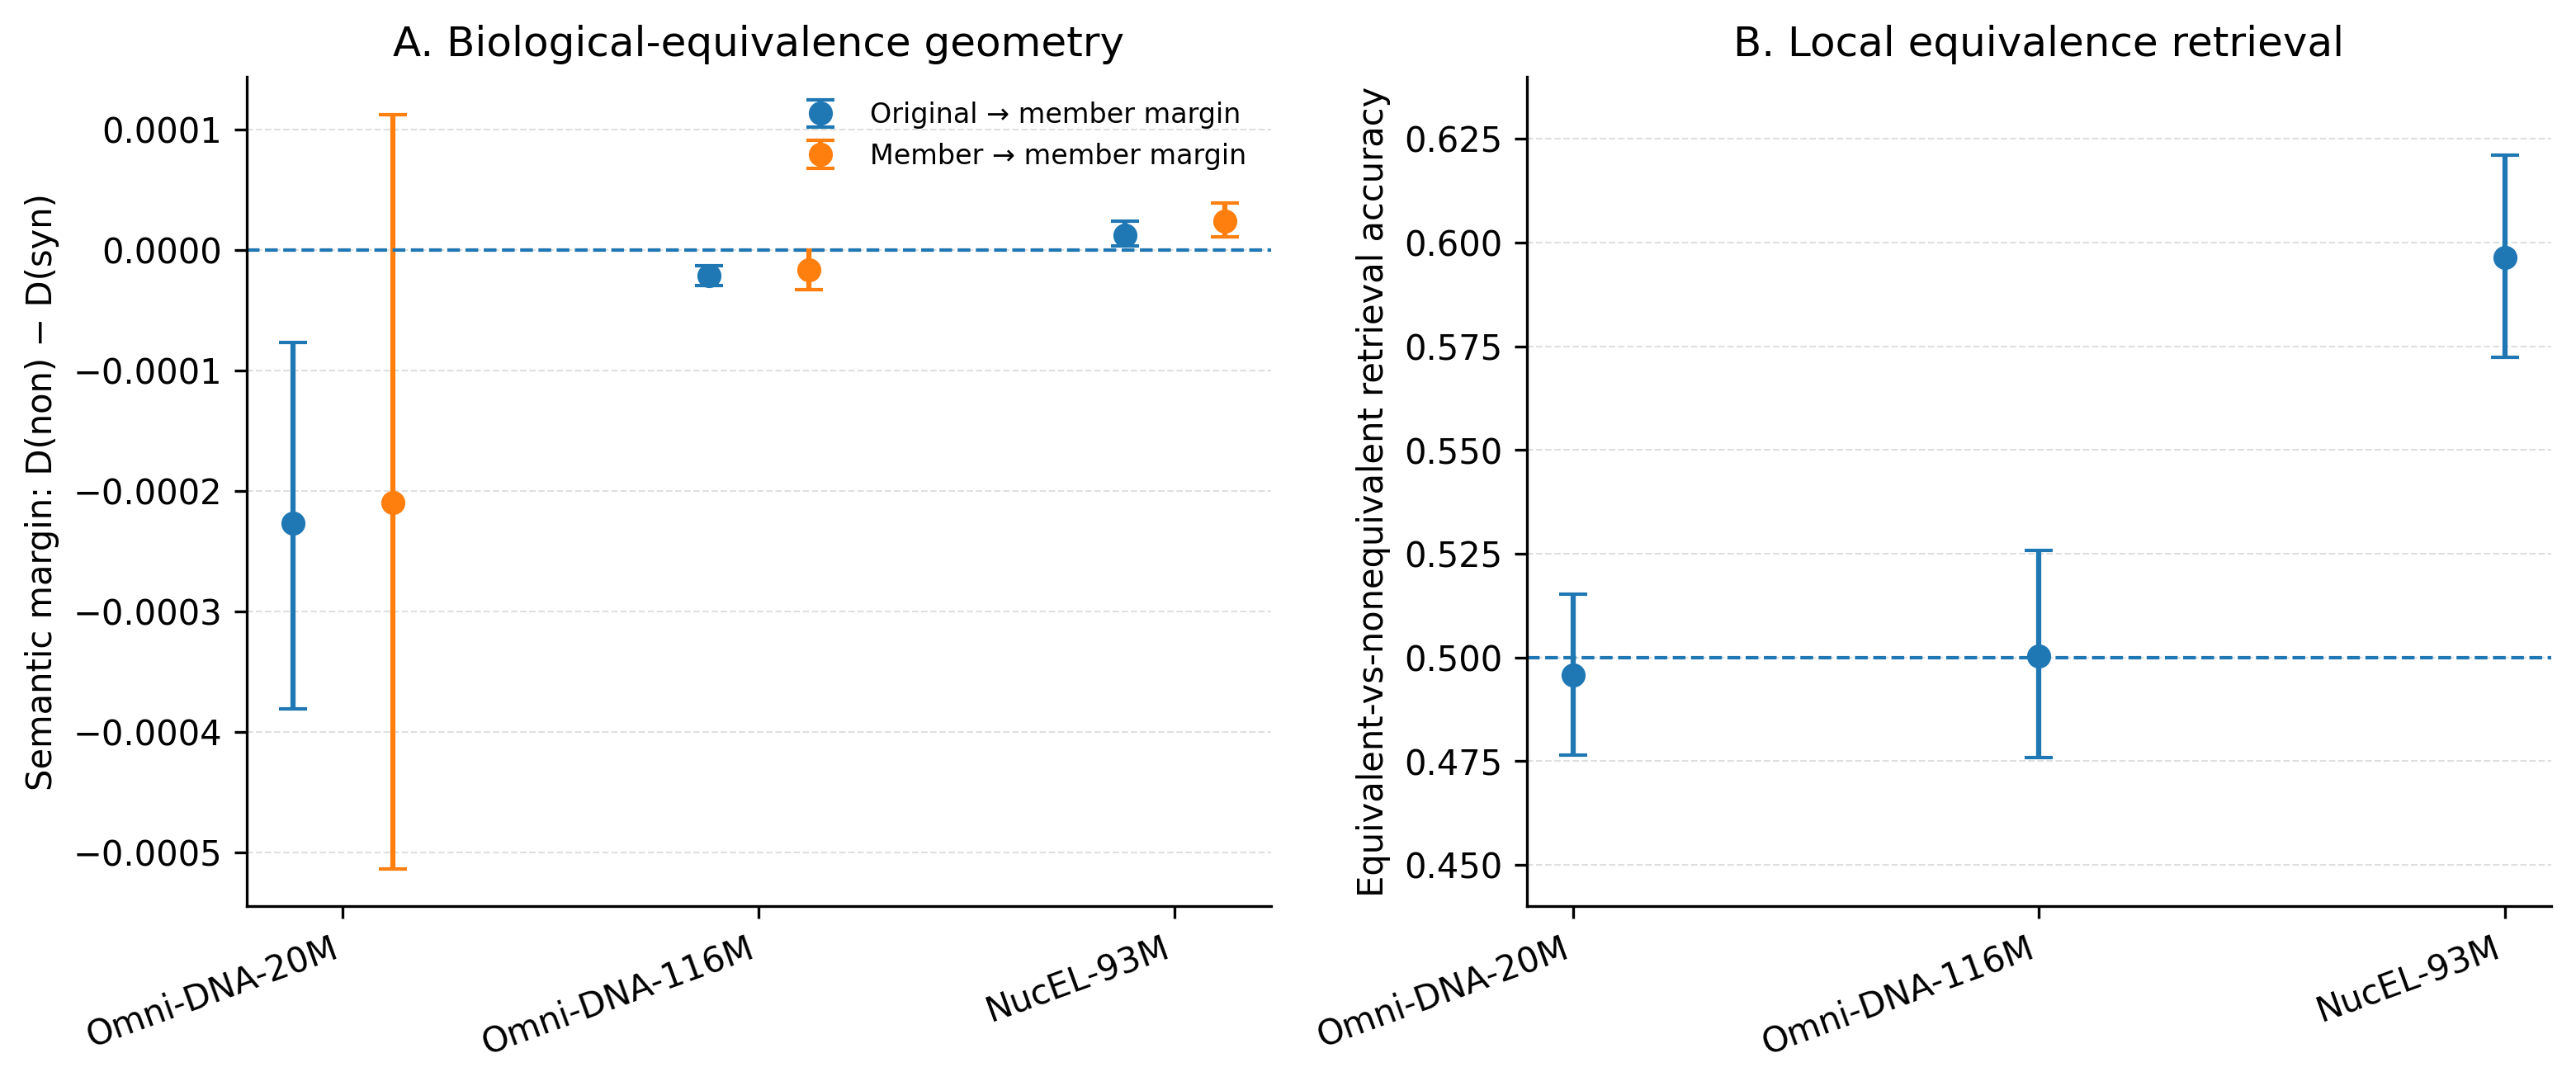 A. Biological-equivalence geometry
Semantic margin: D(non) − D(syn)
0.0001
0.0000
−0.0001
−0.0002
−0.0003
−0.0004
−0.0005
Original → member margin
Member → member margin
Omni-DNA-20M
Omni-DNA-116M
NucEL-93M
B. Local equivalence retrieval
Equivalent-vs-nonequivalent retrieval accuracy
0.625
0.600
0.575
0.550
0.525
0.500
0.475
0.450
Omni-DNA-20M
Omni-DNA-116M
NucEL-93M